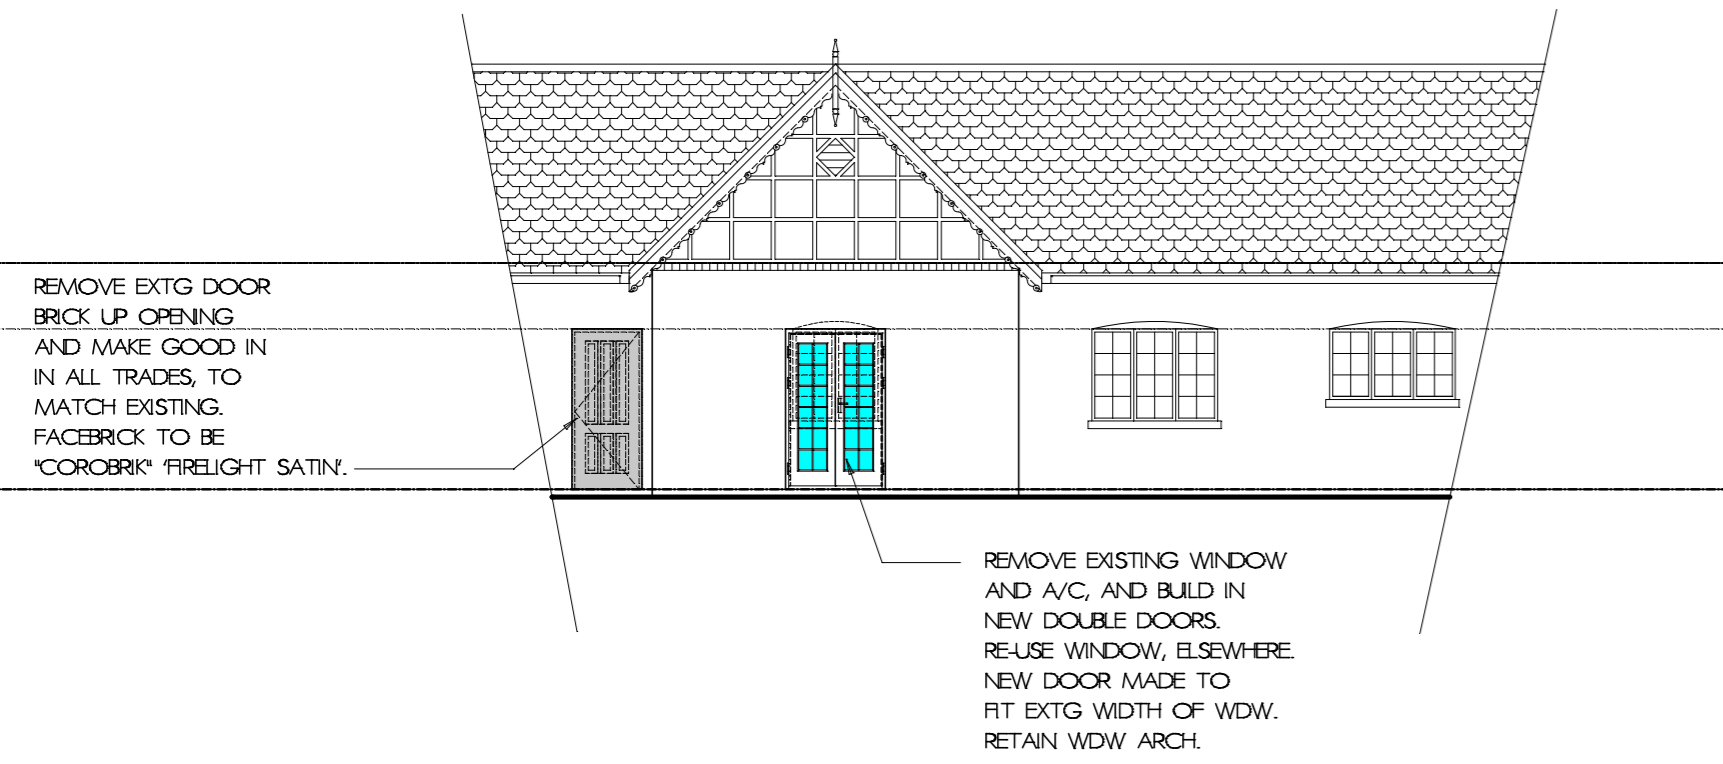 REMOVE EXTG DOOR
BRICK UP OPENING
AND MAKE GOOD IN
IN ALL TRADES, TO
MATCH EXISTING.
FACEBRICK TO BE
"COROBRIK" 'FIRELIGHT SATIN'.
REMOVE EXISTING WINDOW
AND A/C, AND BUILD IN
NEW DOUBLE DOORS.
RE-USE WINDOW, ELSEWHERE.
NEW DOOR MADE TO
FIT EXTG WIDTH OF WDW.
RETAIN WDW ARCH.